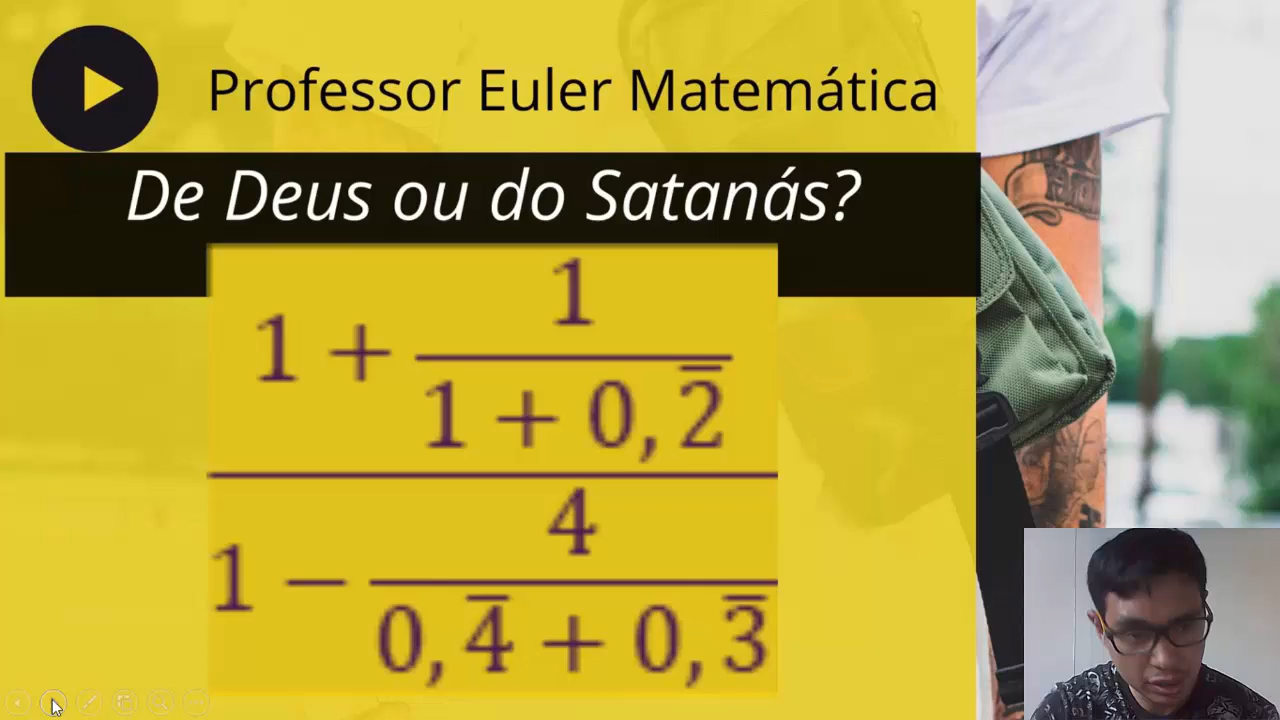 Professor Euler Matemática
De Deus ou do Satanás?
1
1 +
1 + 0, 2̅
4
1 −
0, 4̅ + 0, 3̅